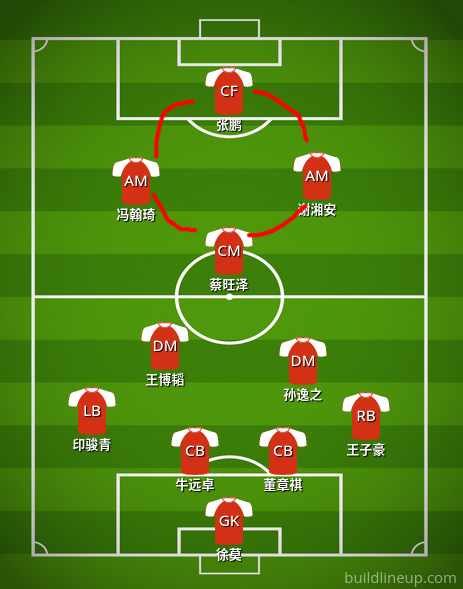 CF
张鹏
AM
冯翰琦
AM
谢湘安
CM
蔡旺泽
DM
王博韬
DM
孙逸之
LB
印骏青
RB
王子豪
CB
牛远卓
CB
董章祺
GK
徐莫
buildlineup.com